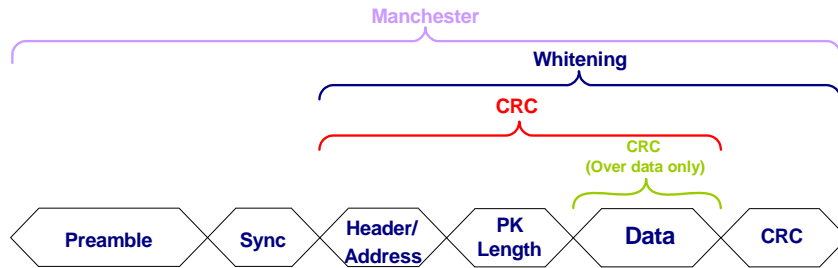 Manchester
Whitening
CRC
CRC
(Over data only)
Preamble
Sync
Header/
Address
PK
Length
Data
CRC